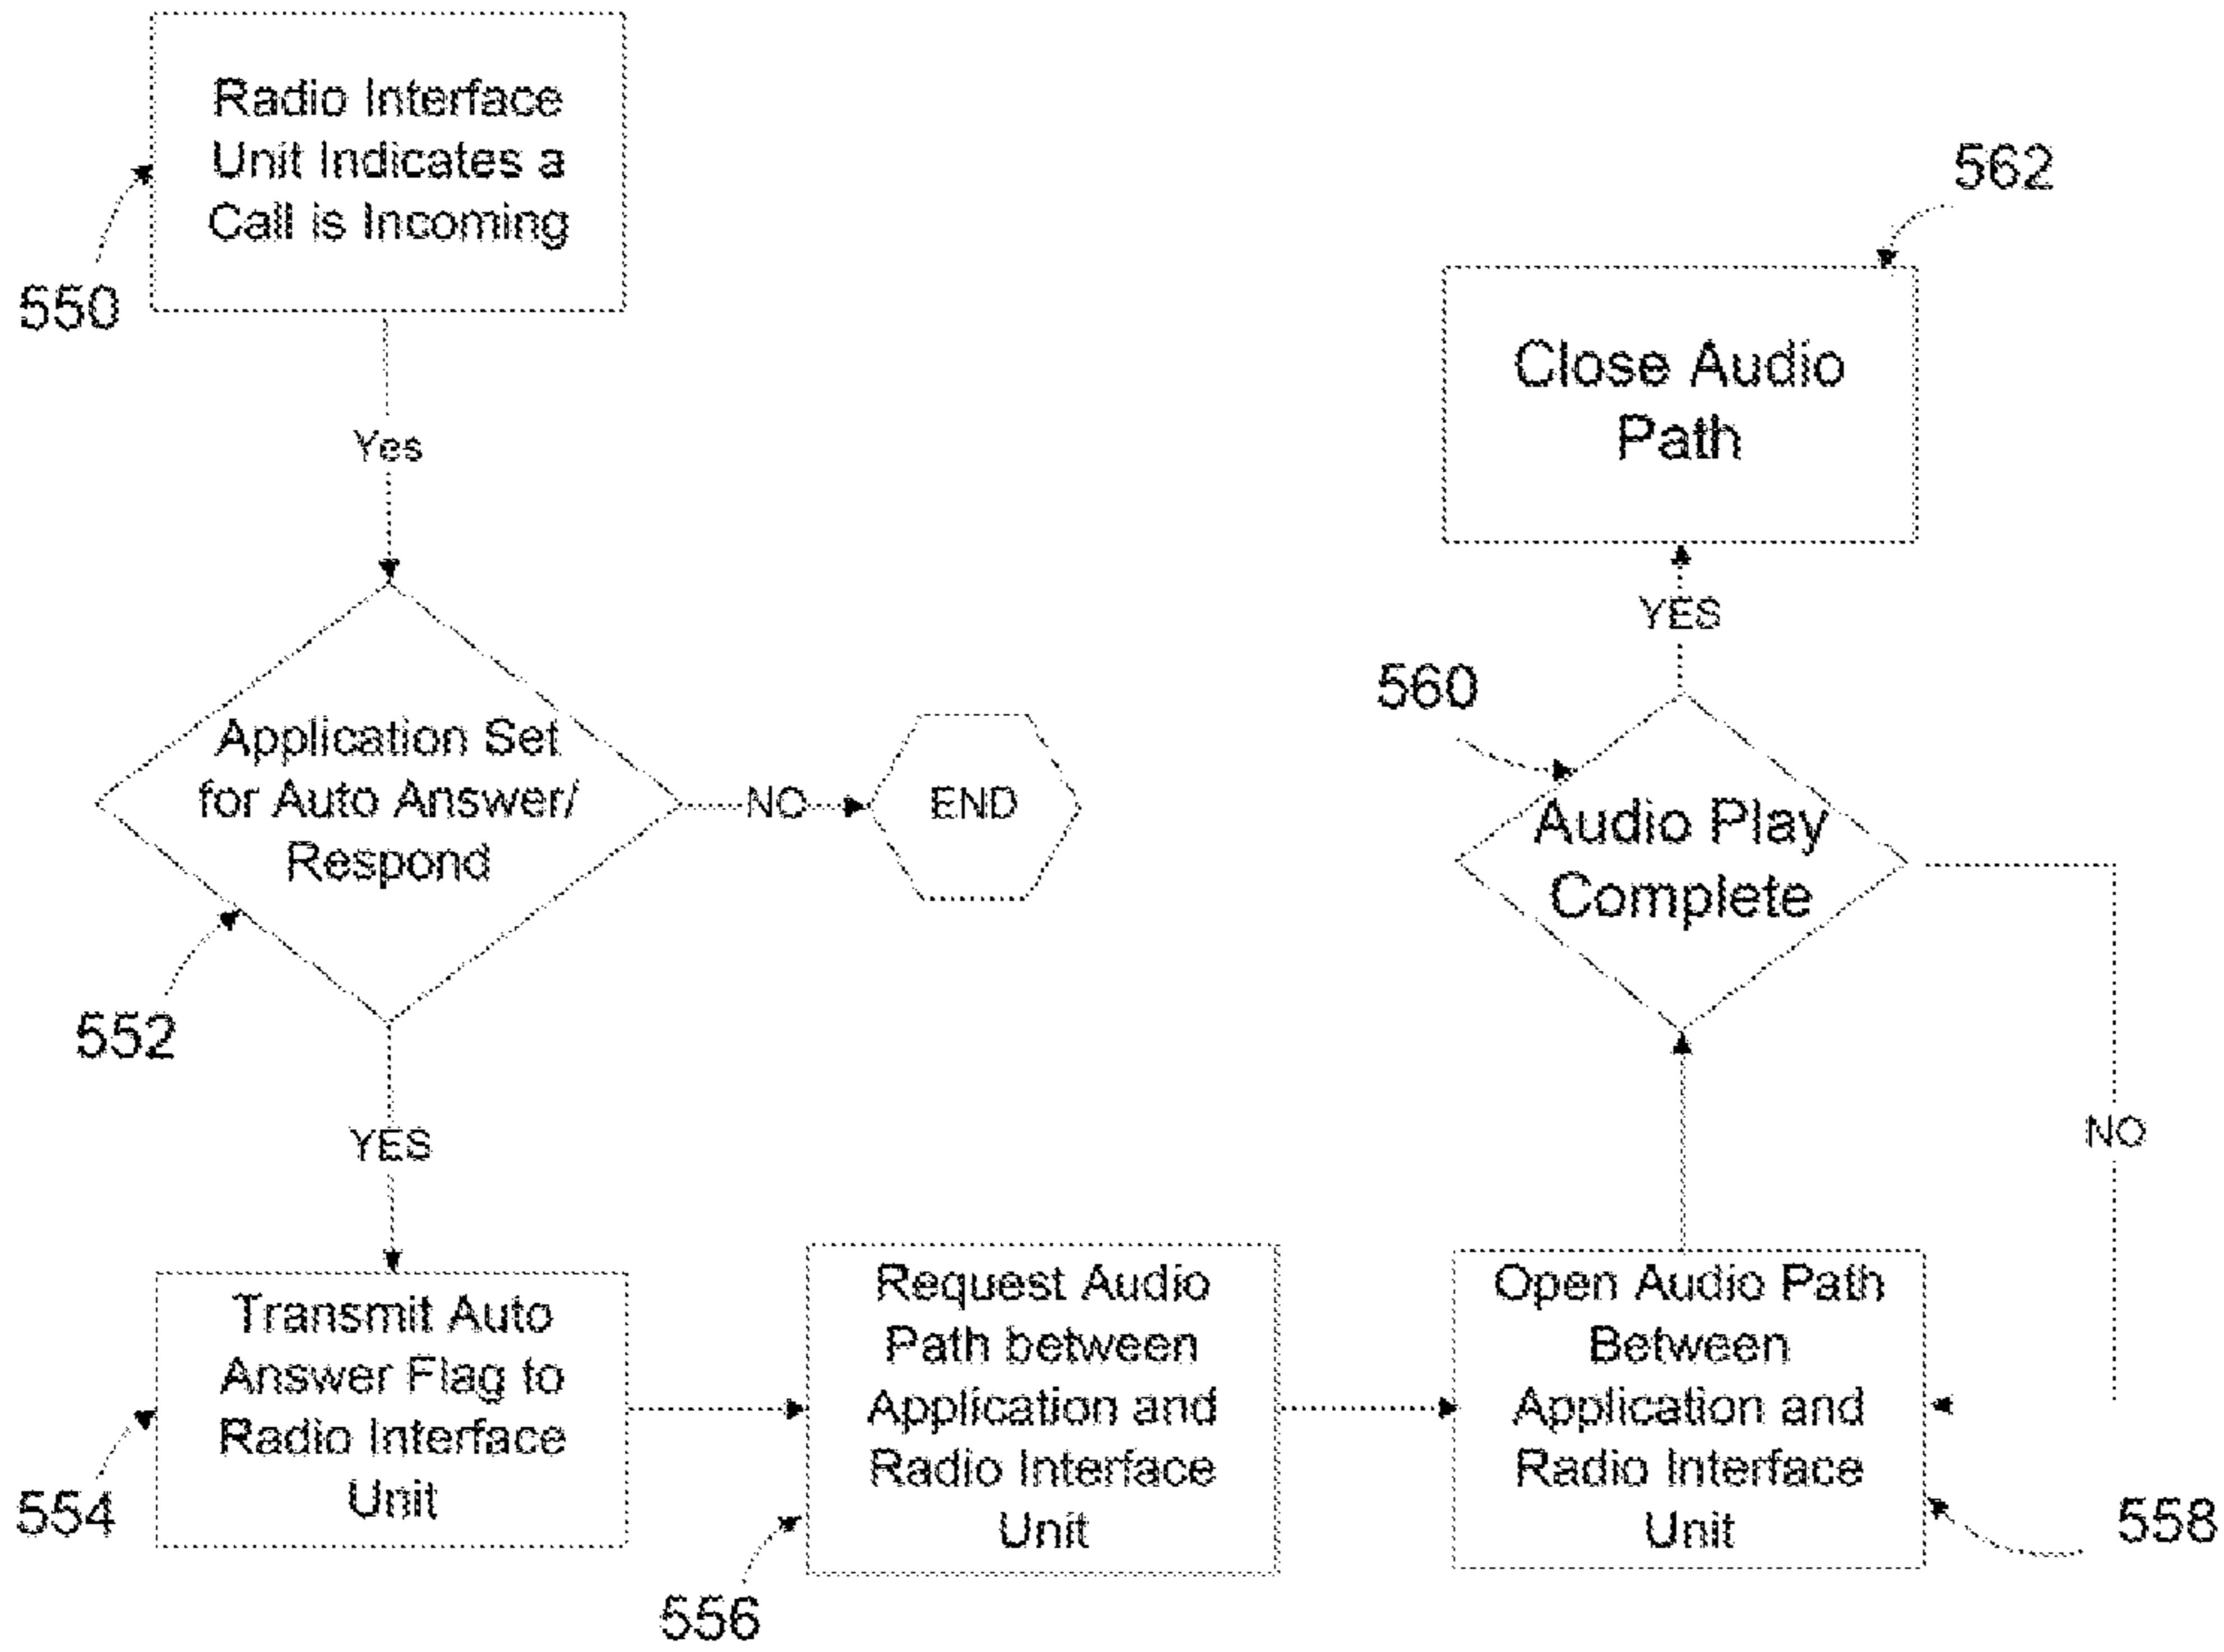 Radio Interface
Unit Indicates a
Call is Incoming
550
Yes
Application Set
for Auto Answer/
Respond
552
NO
END
YES
Transmit Auto
Answer Flag to
Radio Interface
Unit
554
Request Audio
Path between
Application and
Radio Interface
Unit
556
Open Audio Path
Between
Application and
Radio Interface
Unit
558
Audio Play
Complete
560
NO
YES
Close Audio
Path
562